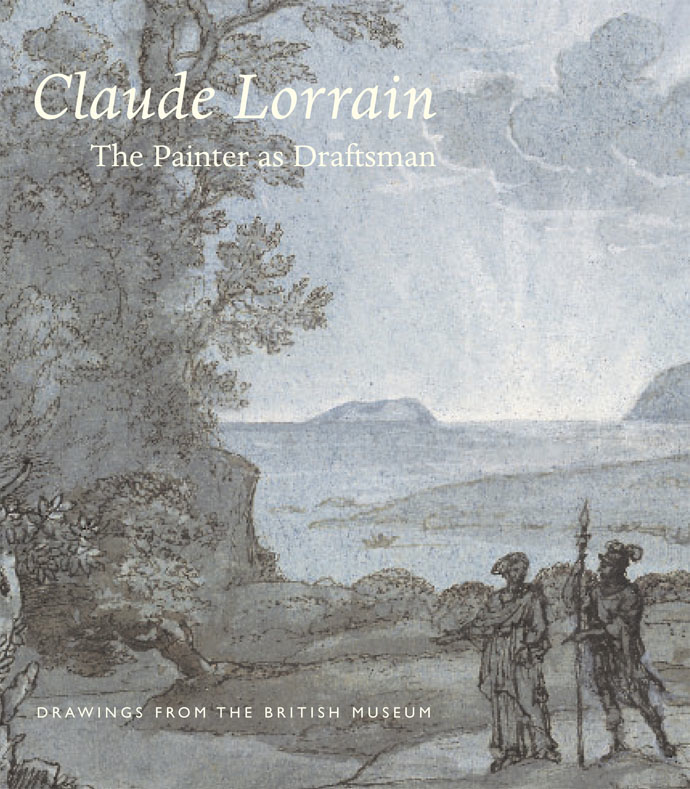 Claude Lorrain
The Painter as Draftsman
DRAWINGS FROM THE BRITISH MUSEUM